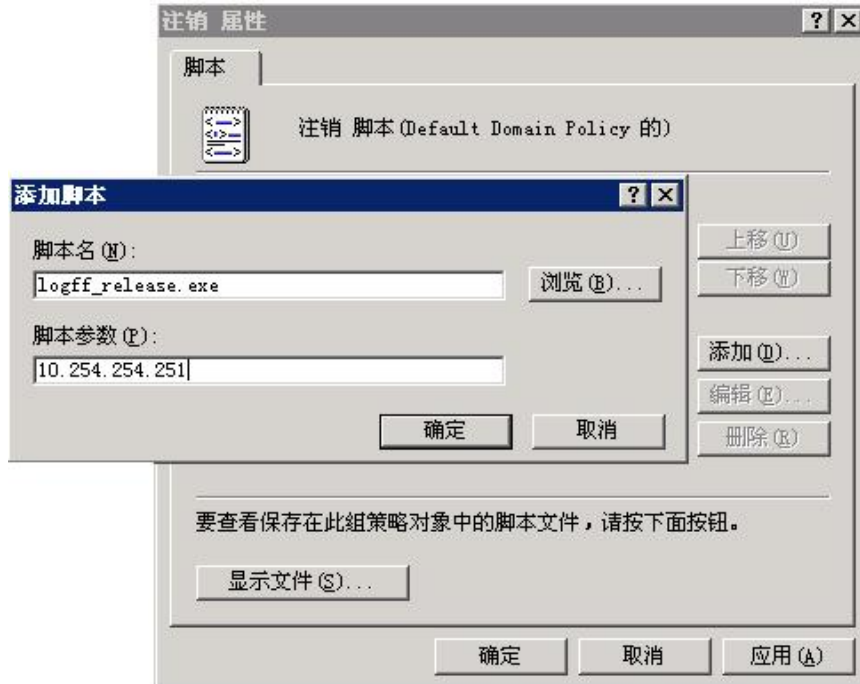 注销 属性
脚本
注销 脚本(Default Domain Policy 的)
添加脚本
脚本名(N):
logff_release.exe
浏览(B)...
脚本参数(P):
10.254.254.251
确定
取消
上移(U)
下移(W)
添加(D)...
编辑(E)...
删除(R)
要查看保存在此组策略对象中的脚本文件，请按下面按钮。
显示文件(S)...
确定
取消
应用(A)